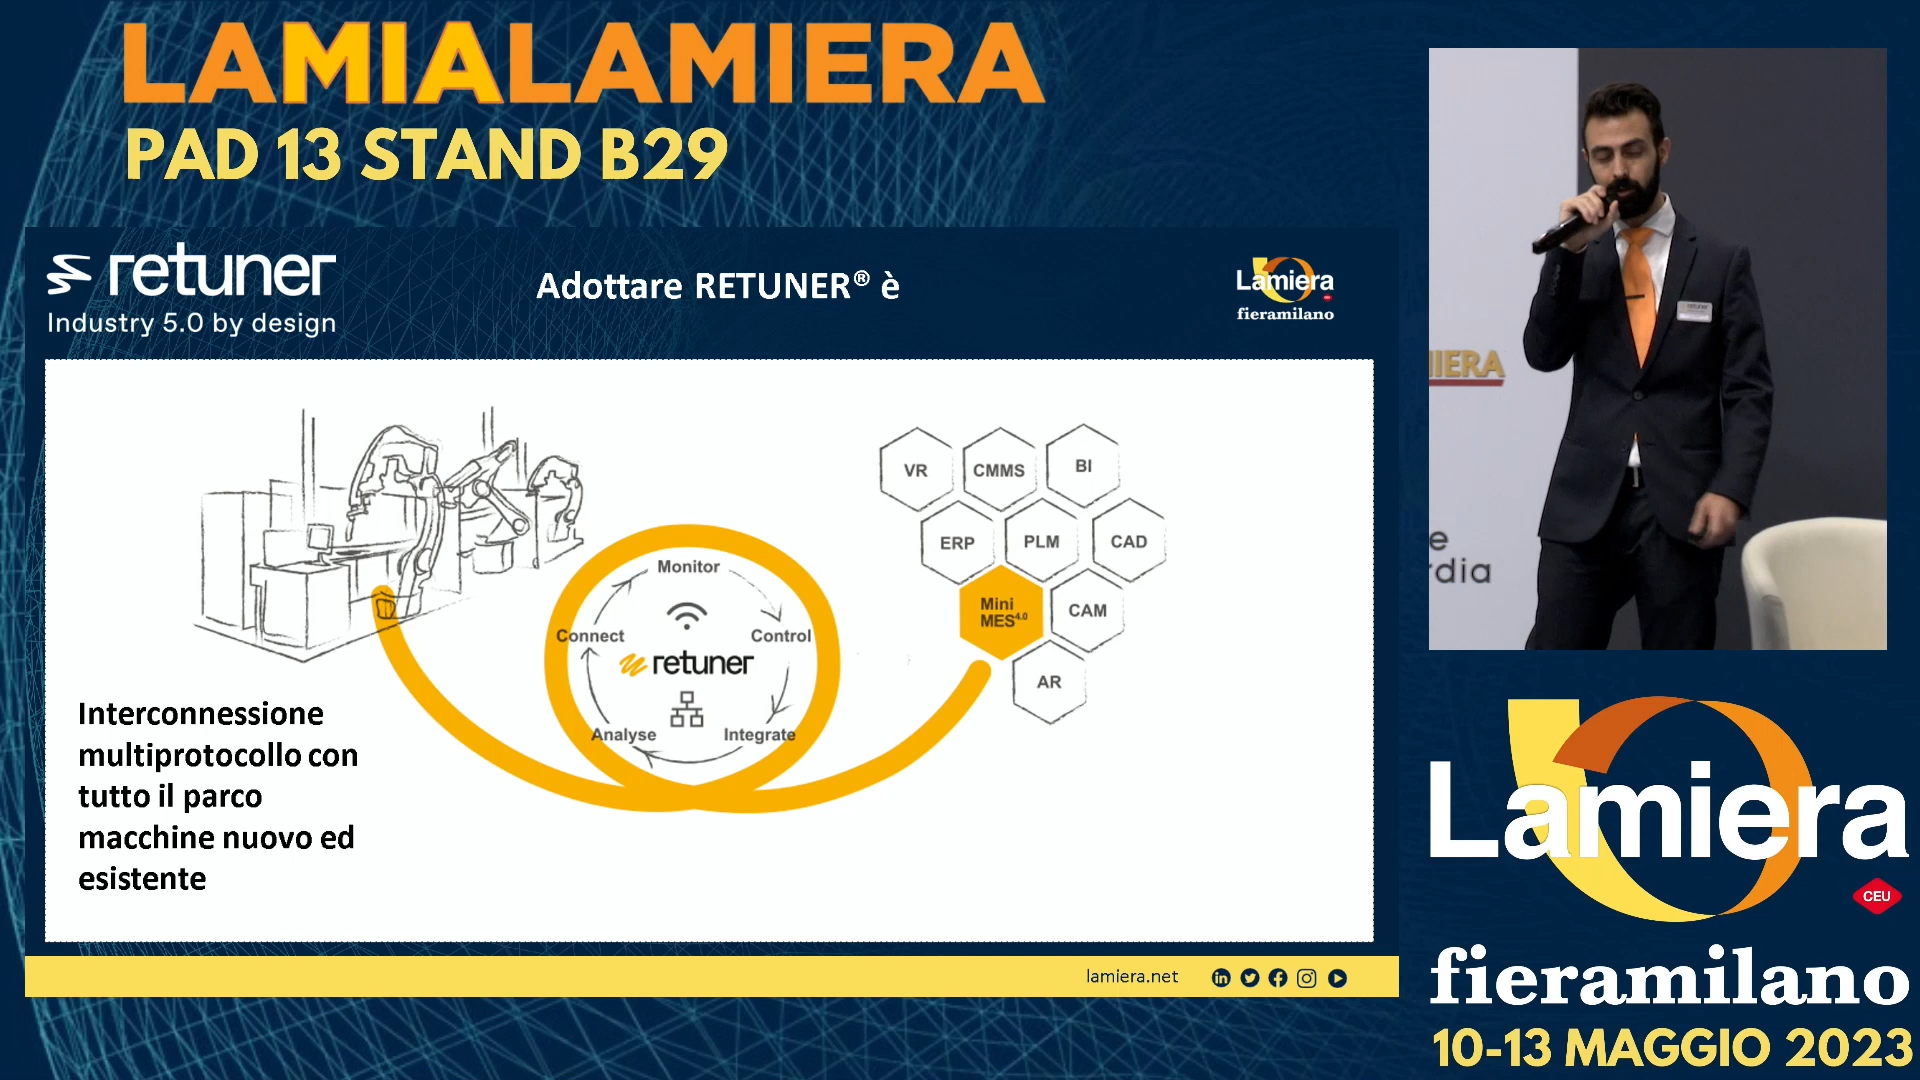 LAMIALAMIERA
PAD 13 STAND B29
retuner
Industry 5.0 by design
Adottare RETUNER® è
Lamiera
fieramilano
VR
CMMS
BI
ERP
PLM
CAD
Mini
MES4.0
CAM
AR
Monitor
Connect
Control
retuner
Analyse
Integrate
Interconnessione
multiprotocollo con
tutto il parco
macchine nuovo ed
esistente
lamiera.net
in
IERA
e
rdia
retuner
Lamiera
CEU
fieramilano
10-13 MAGGIO 2023